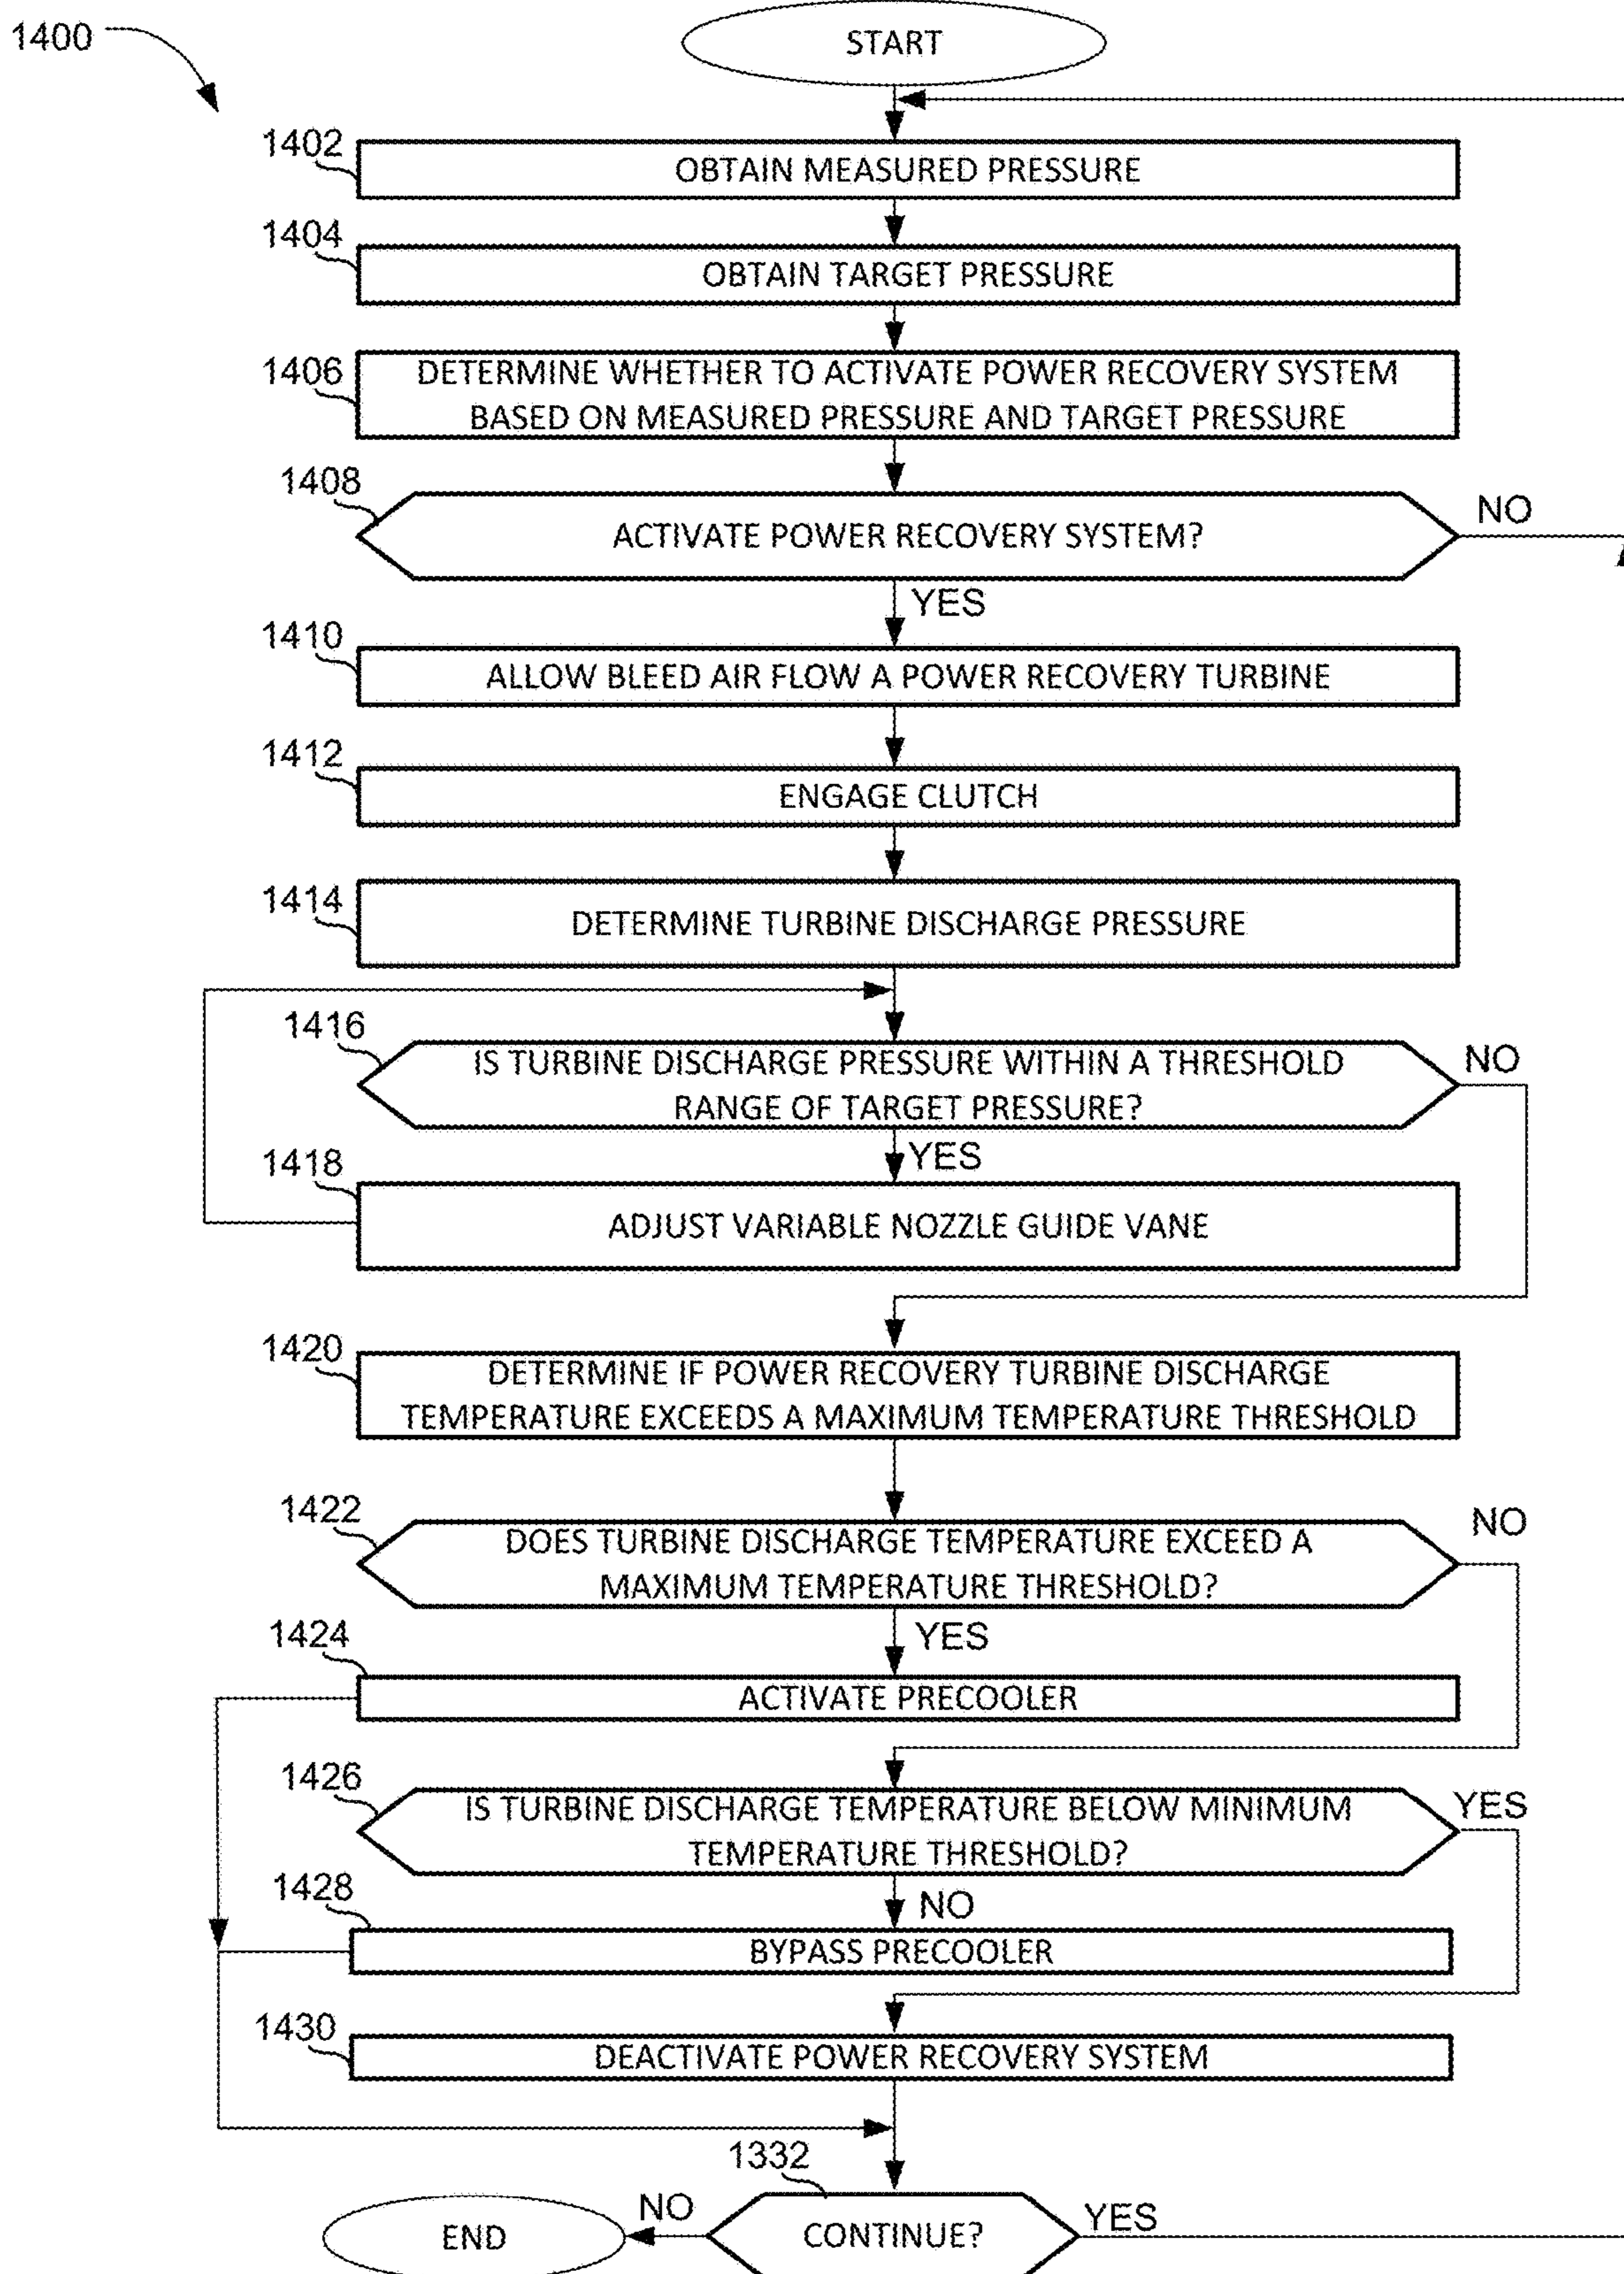 1400
START
1402
OBTAIN MEASURED PRESSURE
1404
OBTAIN TARGET PRESSURE
1406
DETERMINE WHETHER TO ACTIVATE POWER RECOVERY SYSTEM
BASED ON MEASURED PRESSURE AND TARGET PRESSURE
1408
ACTIVATE POWER RECOVERY SYSTEM?
NO
YES
1410
ALLOW BLEED AIR FLOW A POWER RECOVERY TURBINE
1412
ENGAGE CLUTCH
1414
DETERMINE TURBINE DISCHARGE PRESSURE
1416
IS TURBINE DISCHARGE PRESSURE WITHIN A THRESHOLD
RANGE OF TARGET PRESSURE?
NO
YES
1418
ADJUST VARIABLE NOZZLE GUIDE VANE
1420
DETERMINE IF POWER RECOVERY TURBINE DISCHARGE
TEMPERATURE EXCEEDS A MAXIMUM TEMPERATURE THRESHOLD
1422
DOES TURBINE DISCHARGE TEMPERATURE EXCEED A
MAXIMUM TEMPERATURE THRESHOLD?
NO
YES
1424
ACTIVATE PRECOOLER
1426
IS TURBINE DISCHARGE TEMPERATURE BELOW MINIMUM
TEMPERATURE THRESHOLD?
YES
NO
1428
BYPASS PRECOOLER
1430
DEACTIVATE POWER RECOVERY SYSTEM
1332
CONTINUE?
NO
YES
END